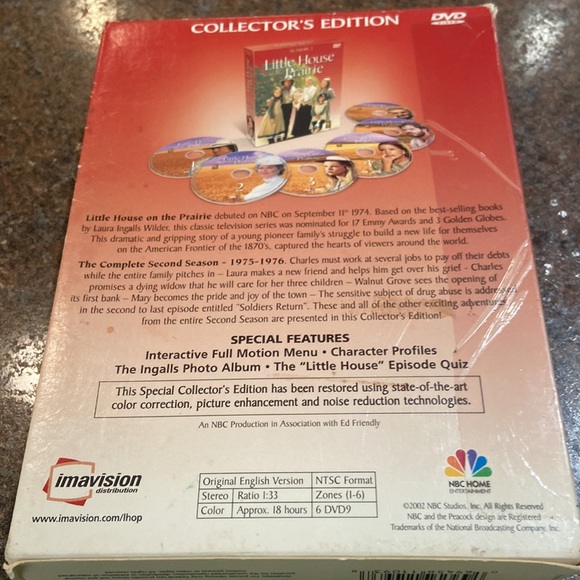 COLLECTOR'S EDITION
DVD
VIDEO
Little House
Prairie
2
3
Little House on the Prairie debuted on NBC on September 11th 1974. Based on the best-selling books
by Laura Ingalls Wilder, this classic television series was nominated for 17 Emmy Awards and 3 Golden Globes.
This dramatic and gripping story of a young pioneer family's struggle to build a new life for themselves
on the American Frontier of the 1870's, captured the hearts of viewers around the world.
The Complete Second Season - 1975-1976. Charles must work at several jobs to pay off their debts
while the entire family pitches in – Laura makes a new friend and helps him get over his grief - Charles
promises a dying widow that he will care for her three children – Walnut Grove sees the opening of
its first bank – Mary becomes the pride and joy of the town – The sensitive subject of drug abuse is addressed
in the second to last episode entitled "Soldiers Return". These and all of the other exciting adventures
from the entire Second Season are presented in this Collector's Edition!
SPECIAL FEATURES
Interactive Full Motion Menu • Character Profiles
The Ingalls Photo Album • The "Little House" Episode Quiz
This Special Collector's Edition has been restored using state-of-the-art
color correction, picture enhancement and noise reduction technologies.
An NBC Production in Association with Ed Friendly
imavision
distribution
www.imavision.com/lhop
Original English Version NTSC Format
Stereo Ratio 1:33 Zones (1-6)
Color Approx. 18 hours 6 DVD9
NBC HOME
ENTERTAINMENT
©2002 NBC Studios, Inc. All Rights Reserved
NBC and the Peacock design are Registered
Trademarks of the National Broadcasting Company, Inc.